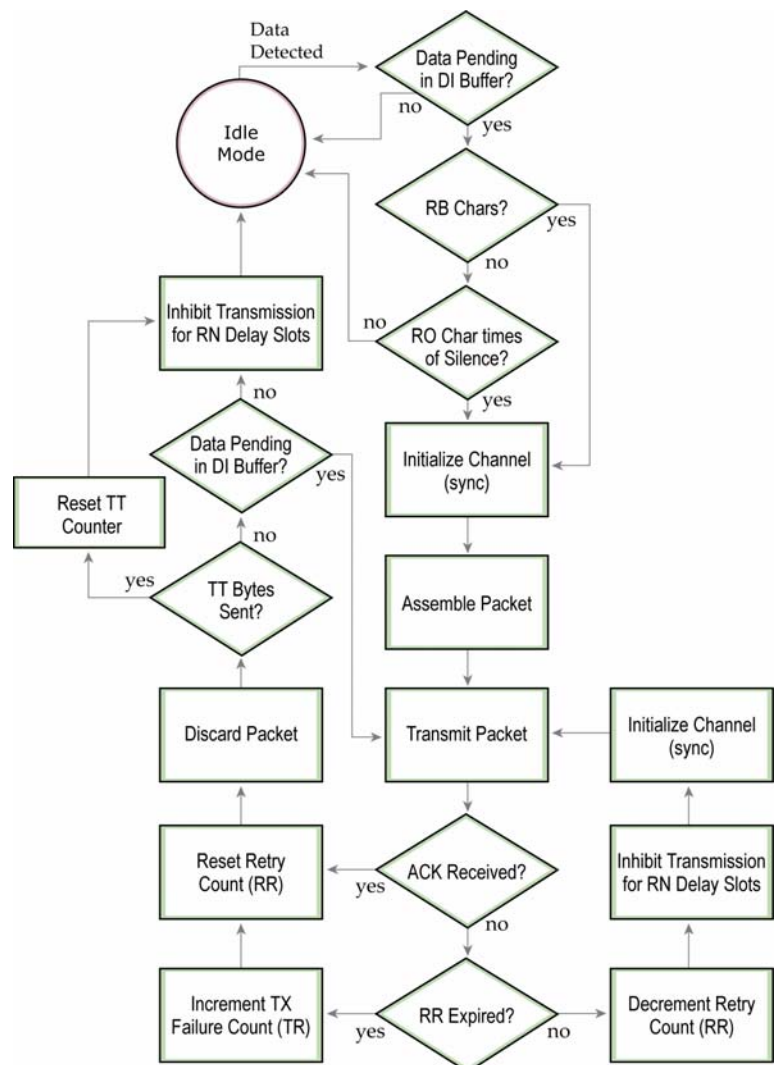 Data
Detected
Data Pending
in DI Buffer?
no
yes
Idle
Mode
RB Chars?
yes
no
Inhibit Transmission
for RN Delay Slots
no
RO Char times
of Silence?
yes
no
Data Pending
in DI Buffer?
yes
Initialize Channel
(sync)
Reset TT
Counter
no
yes
TT Bytes
Sent?
Assemble Packet
Discard Packet
Transmit Packet
Initialize Channel
(sync)
Reset Retry
Count (RR)
yes
ACK Received?
no
Inhibit Transmission
for RN Delay Slots
Increment TX
Failure Count (TR)
yes
RR Expired?
no
Decrement Retry
Count (RR)